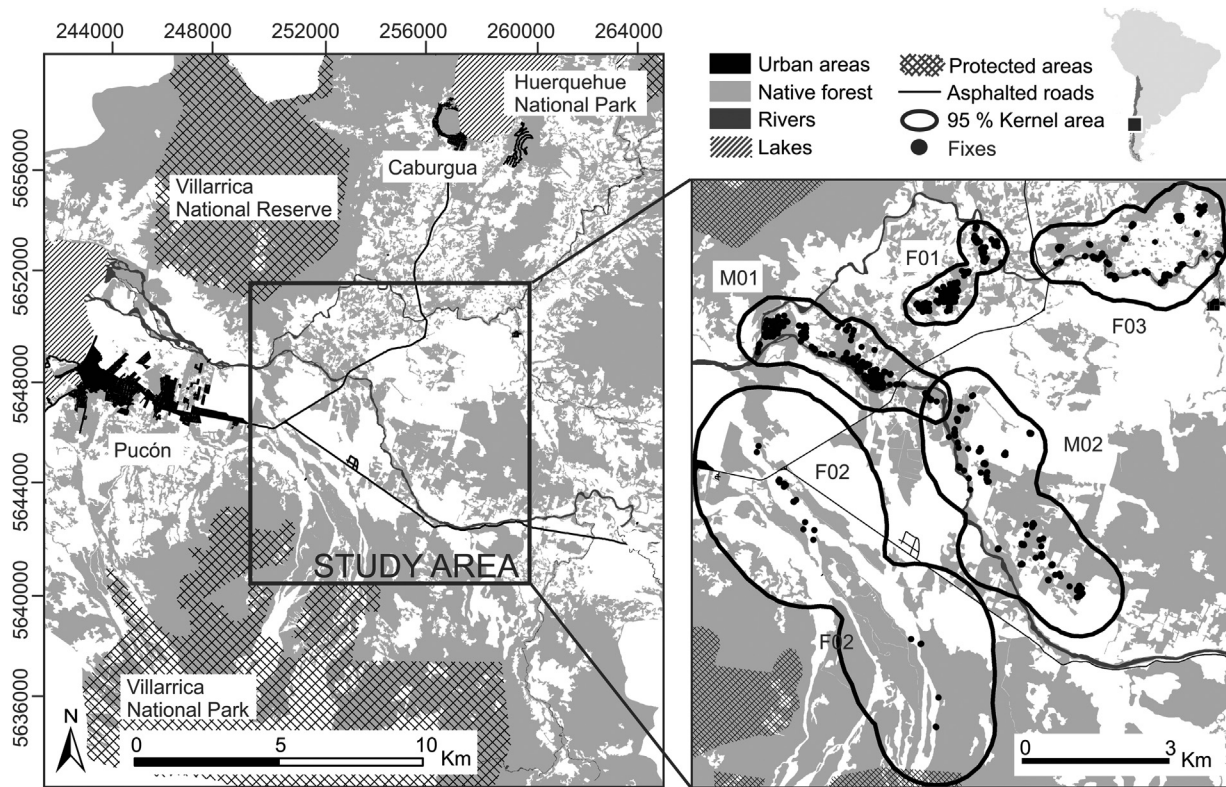 244000 248000 252000 256000 260000 264000
5656000
5652000
5648000
5644000
5640000
5636000
Huerquehue
National Park
Caburgua
Villarrica
National Reserve
Pucón
STUDY AREA
Villarrica
National Park
N
0 5 10 Km
Urban areas
Native forest
Rivers
Lakes
Protected areas
Asphalted roads
95 % Kernel area
Fixes
F01
M01
F03
M02
F02
F02
0 3
Km